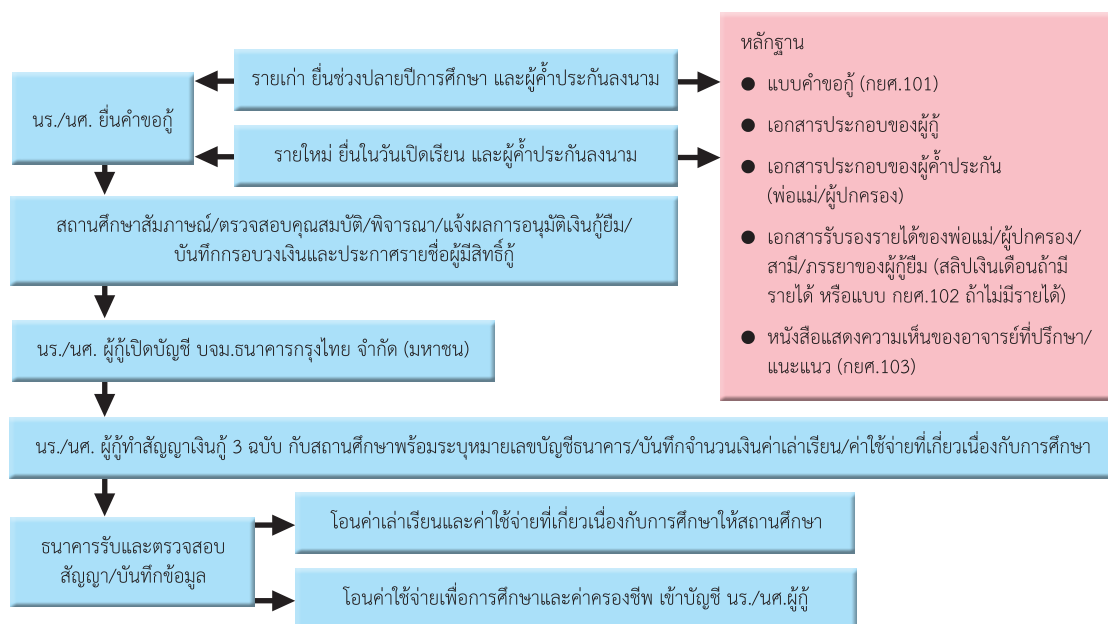 นร./นศ. ยื่นคำขอกู้
รายเก่า ยื่นช่วงปลายปีการศึกษา และผู้ค้ำประกันลงนาม
รายใหม่ ยื่นในวันเปิดเรียน และผู้ค้ำประกันลงนาม
หลักฐาน
● แบบคำขอกู้ (กยศ.101)
● เอกสารประกอบของผู้กู้
● เอกสารประกอบของผู้ค้ำประกัน
(พ่อแม่/ผู้ปกครอง)
● เอกสารรับรองรายได้ของพ่อแม่/ผู้ปกครอง/
สามี/ภรรยาของผู้กู้ยืม (สลิปเงินเดือนถ้ามี
รายได้ หรือแบบ กยศ.102 ถ้าไม่มีรายได้)
● หนังสือแสดงความเห็นของอาจารย์ที่ปรึกษา/
แนะแนว (กยศ.103)
สถานศึกษาสัมภาษณ์/ตรวจสอบคุณสมบัติ/พิจารณา/แจ้งผลการอนุมัติเงินกู้ยืม/
บันทึกกรอบวงเงินและประกาศรายชื่อผู้มีสิทธิ์กู้
นร./นศ. ผู้กู้เปิดบัญชี บจม.ธนาคารกรุงไทย จำกัด (มหาชน)
นร./นศ. ผู้กู้ทำสัญญาเงินกู้ 3 ฉบับ กับสถานศึกษาพร้อมระบุหมายเลขบัญชีธนาคาร/บันทึกจำนวนเงินค่าเล่าเรียน/ค่าใช้จ่ายที่เกี่ยวเนื่องกับการศึกษา
ธนาคารรับและตรวจสอบ
สัญญา/บันทึกข้อมูล
โอนค่าเล่าเรียนและค่าใช้จ่ายที่เกี่ยวเนื่องกับการศึกษาให้สถานศึกษา
โอนค่าใช้จ่ายเพื่อการศึกษาและค่าครองชีพ เข้าบัญชี นร./นศ.ผู้กู้